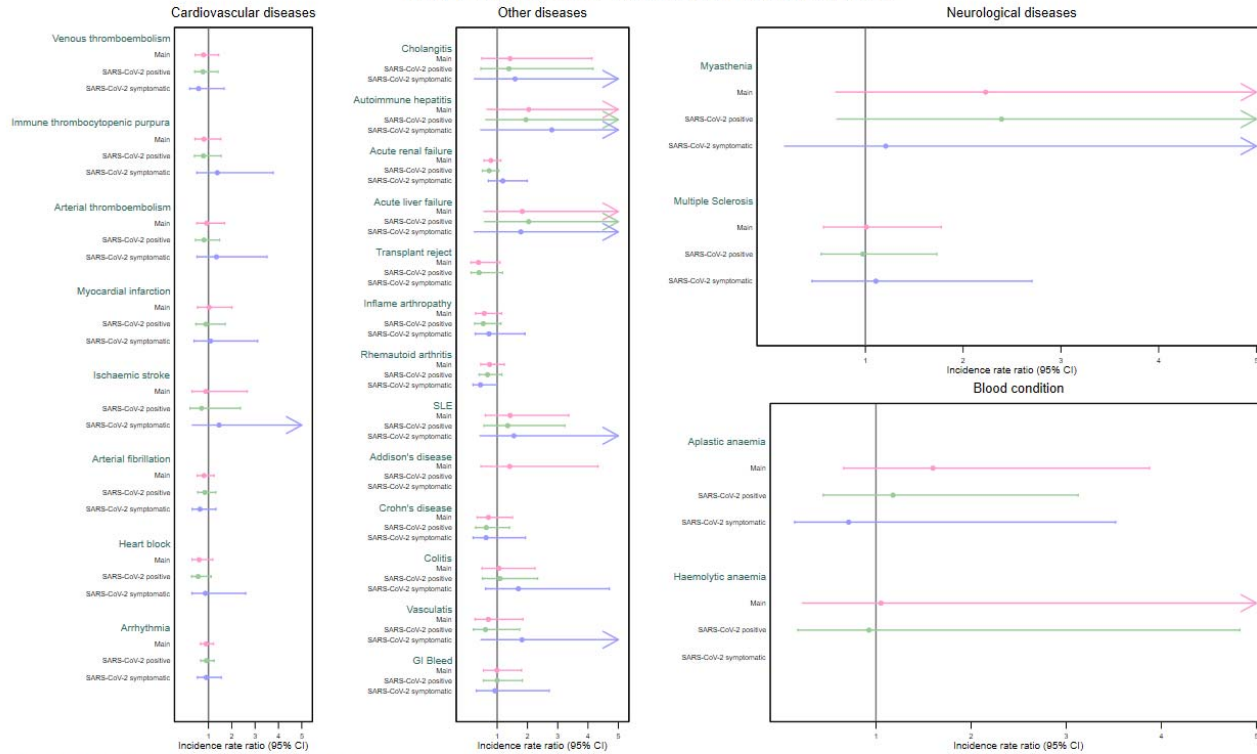 Cardiovascular diseases
Venous thromboembolism
Main
SARS-CoV-2 positive
SARS-CoV-2 symptomatic
Immune thrombocytopenic purpura
Main
SARS-CoV-2 positive
SARS-CoV-2 symptomatic
Arterial thromboembolism
Main
SARS-CoV-2 positive
SARS-CoV-2 symptomatic
Myocardial infarction
Main
SARS-CoV-2 positive
SARS-CoV-2 symptomatic
Ischaemic stroke
Main
SARS-CoV-2 positive
SARS-CoV-2 symptomatic
Arterial fibrillation
Main
SARS-CoV-2 positive
SARS-CoV-2 symptomatic
Heart block
Main
SARS-CoV-2 positive
SARS-CoV-2 symptomatic
Arrhythmia
Main
SARS-CoV-2 positive
SARS-CoV-2 symptomatic
1 2 3 4 5
Incidence rate ratio (95% CI)
Other diseases
Cholangitis
Main
SARS-CoV-2 positive
SARS-CoV-2 symptomatic
Autoimmune hepatitis
Main
SARS-CoV-2 positive
SARS-CoV-2 symptomatic
Acute renal failure
Main
SARS-CoV-2 positive
SARS-CoV-2 symptomatic
Acute liver failure
Main
SARS-CoV-2 positive
SARS-CoV-2 symptomatic
Transplant reject
Main
SARS-CoV-2 positive
SARS-CoV-2 symptomatic
Inflame arthropathy
Main
SARS-CoV-2 positive
SARS-CoV-2 symptomatic
Rhemautoid arthritis
Main
SARS-CoV-2 positive
SARS-CoV-2 symptomatic
SLE
Main
SARS-CoV-2 positive
SARS-CoV-2 symptomatic
Addison's disease
Main
SARS-CoV-2 positive
SARS-CoV-2 symptomatic
Crohn's disease
Main
SARS-CoV-2 positive
SARS-CoV-2 symptomatic
Colitis
Main
SARS-CoV-2 positive
SARS-CoV-2 symptomatic
Vasculatis
Main
SARS-CoV-2 positive
SARS-CoV-2 symptomatic
GI Bleed
Main
SARS-CoV-2 positive
SARS-CoV-2 symptomatic
1 2 3 4 5
Incidence rate ratio (95% CI)
Neurological diseases
Myasthenia
Main
SARS-CoV-2 positive
SARS-CoV-2 symptomatic
Multiple Sclerosis
Main
SARS-CoV-2 positive
SARS-CoV-2 symptomatic
1 2 3 4 5
Incidence rate ratio (95% CI)
Blood condition
Aplastic anaemia
Main
SARS-CoV-2 positive
SARS-CoV-2 symptomatic
Haemolytic anaemia
Main
SARS-CoV-2 positive
SARS-CoV-2 symptomatic
1 2 3 4 5
Incidence rate ratio (95% CI)